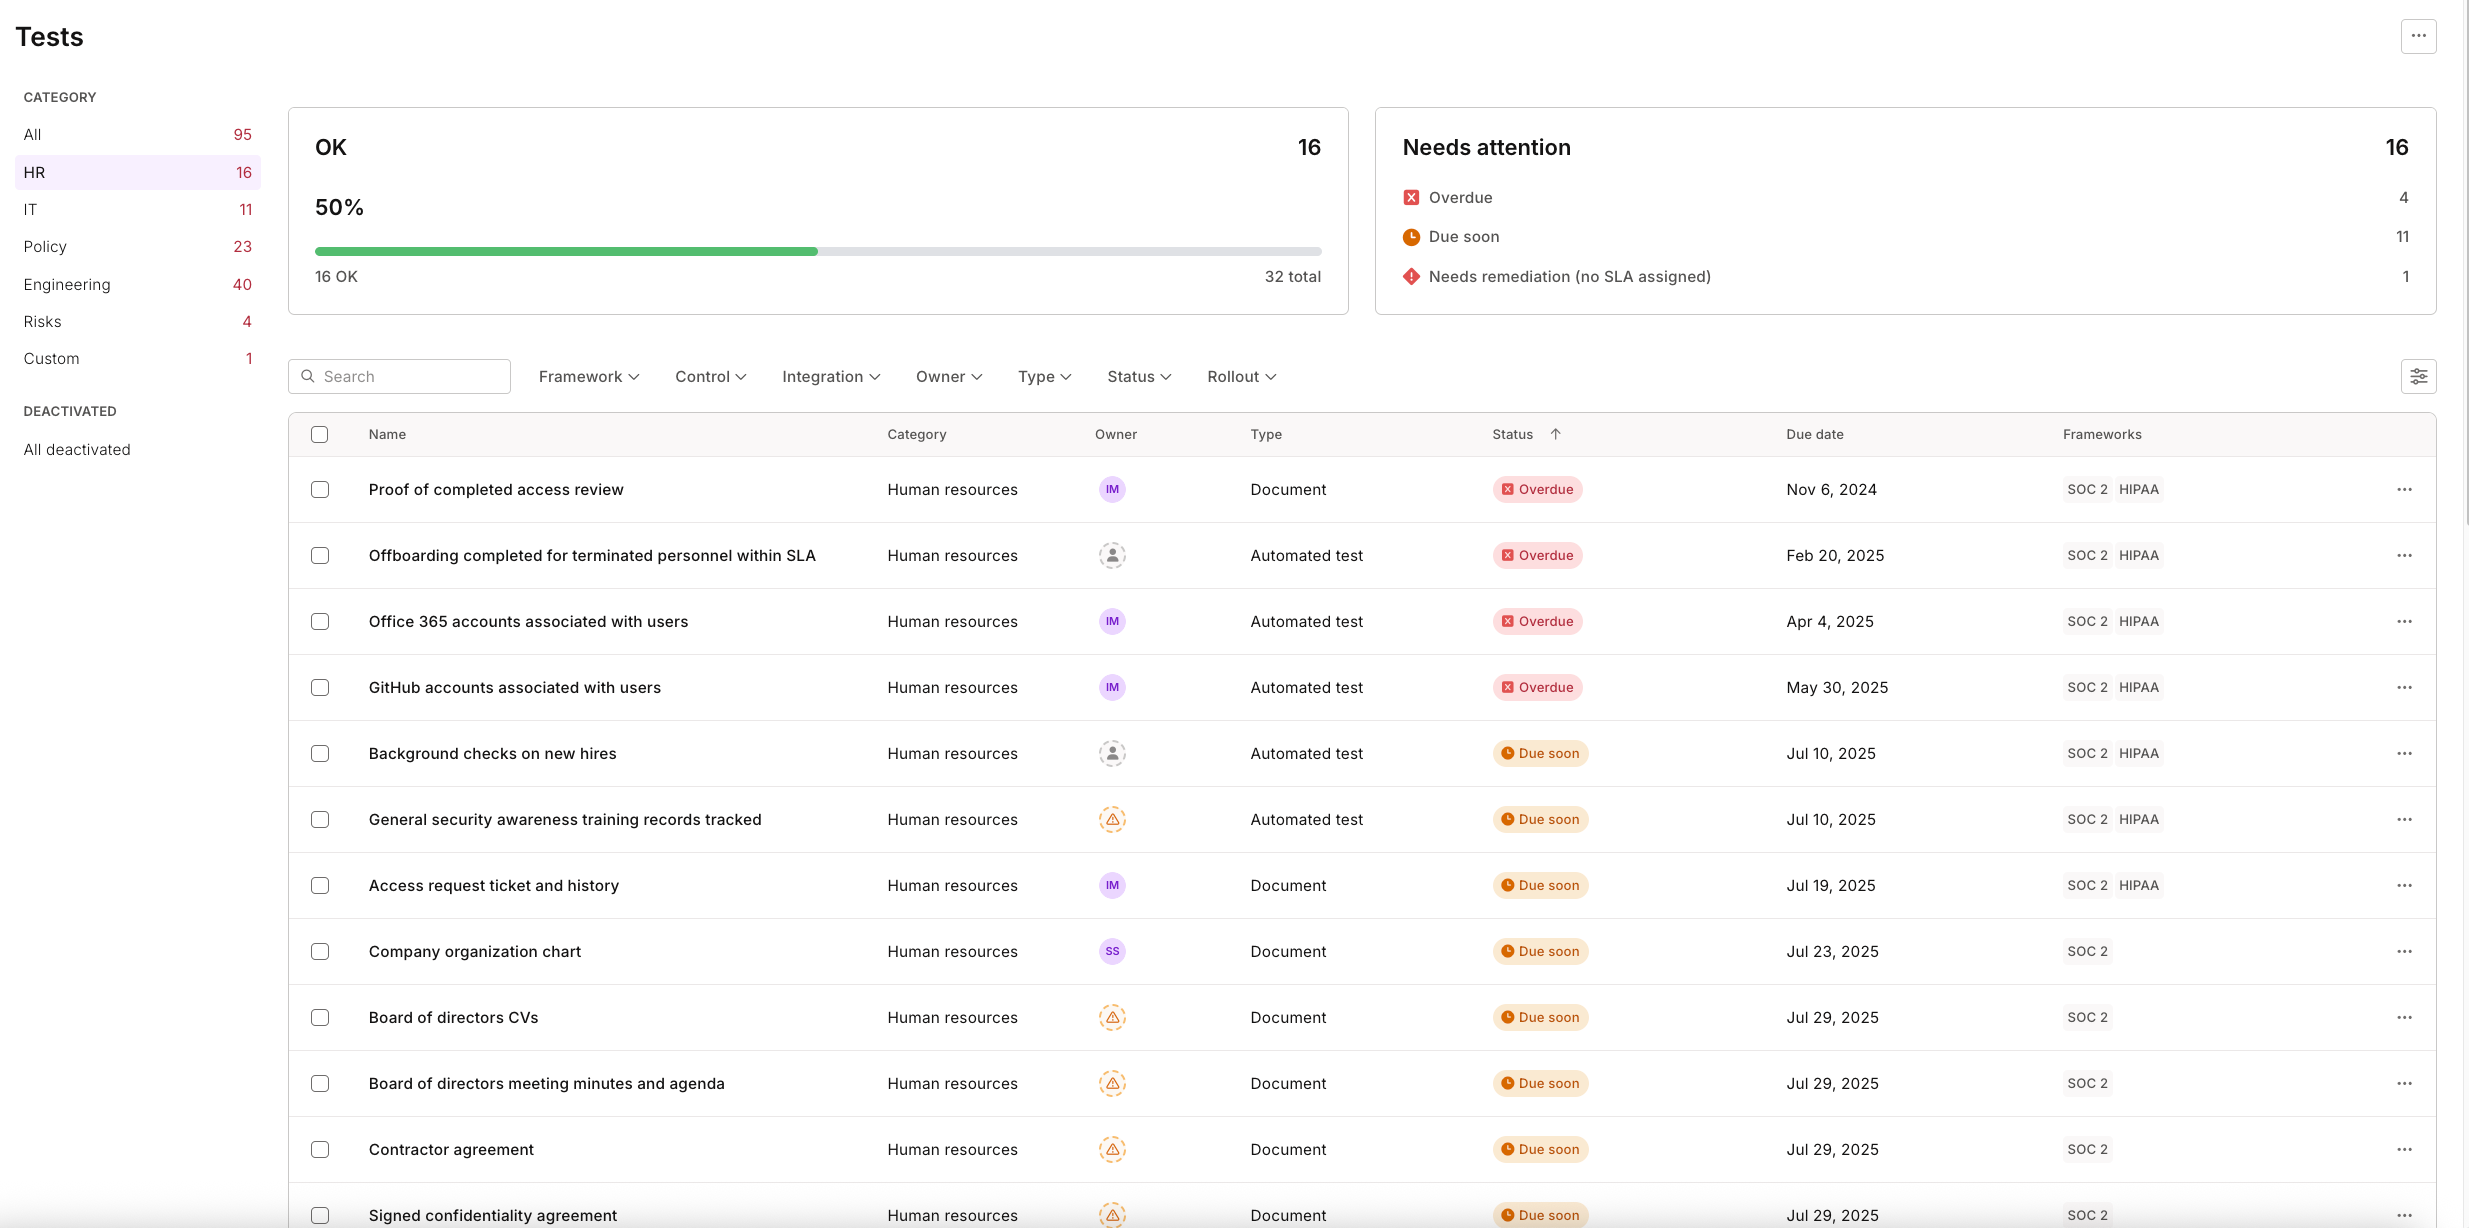 Tests
CATEGORY
All 95
HR 16
IT 11
Policy 23
Engineering 40
Risks 4
Custom 1
DEACTIVATED
All deactivated
OK 16
50%
16 OK 32 total
Needs attention 16
Overdue 4
Due soon 11
Needs remediation (no SLA assigned) 1
Search Framework Control Integration Owner Type Status Rollout
Name Category Owner Type Status Due date Frameworks
Proof of completed access review Human resources IM Document Overdue Nov 6, 2024 SOC 2 HIPAA
Offboarding completed for terminated personnel within SLA Human resources Automated test Overdue Feb 20, 2025 SOC 2 HIPAA
Office 365 accounts associated with users Human resources IM Automated test Overdue Apr 4, 2025 SOC 2 HIPAA
GitHub accounts associated with users Human resources IM Automated test Overdue May 30, 2025 SOC 2 HIPAA
Background checks on new hires Human resources Automated test Due soon Jul 10, 2025 SOC 2 HIPAA
General security awareness training records tracked Human resources Automated test Due soon Jul 10, 2025 SOC 2 HIPAA
Access request ticket and history Human resources IM Document Due soon Jul 19, 2025 SOC 2 HIPAA
Company organization chart Human resources SS Document Due soon Jul 23, 2025 SOC 2
Board of directors CVs Human resources Document Due soon Jul 29, 2025 SOC 2
Board of directors meeting minutes and agenda Human resources Document Due soon Jul 29, 2025 SOC 2
Contractor agreement Human resources Document Due soon Jul 29, 2025 SOC 2
Signed confidentiality agreement Human resources Document Due soon Jul 29, 2025 SOC 2